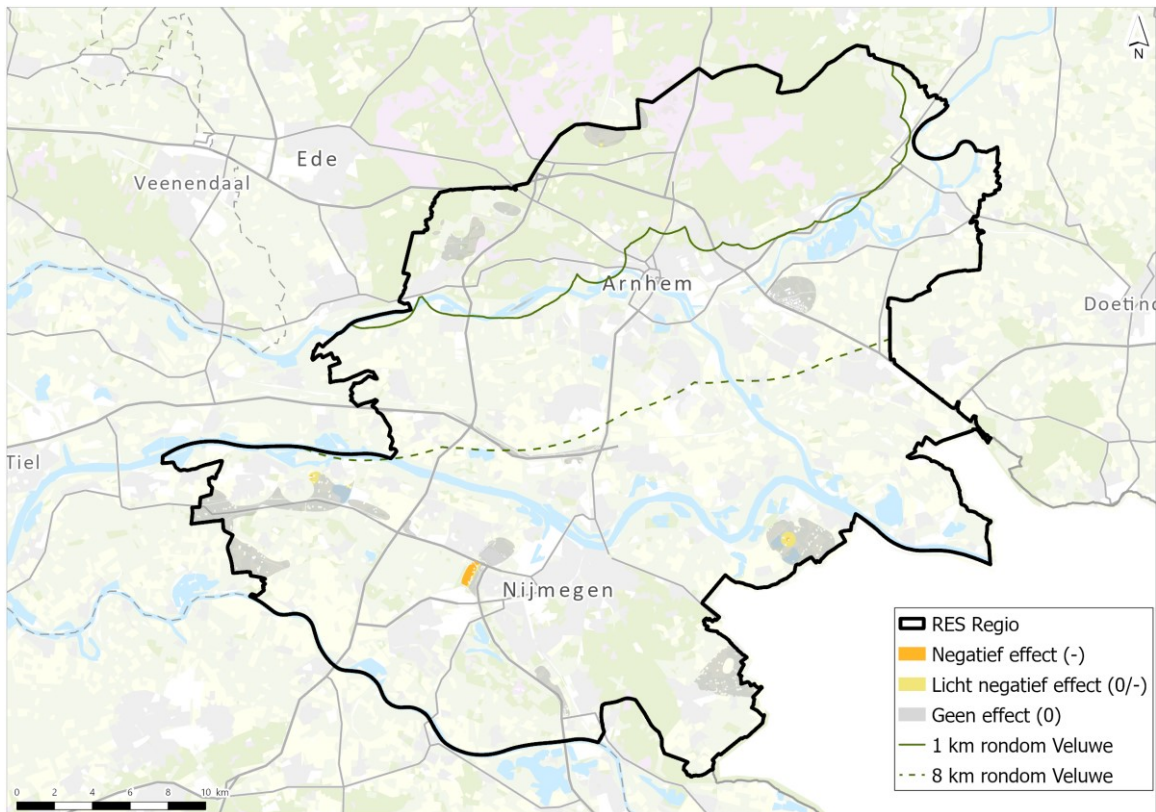 N
Ede
Veenendaal
Arnhem
Doetinc
Tiel
Nijmegen
RES Regio
Negatief effect (-)
Licht negatief effect (0/-)
Geen effect (0)
1 km rondom Veluwe
8 km rondom Veluwe
0 2 4 6 8 10 km